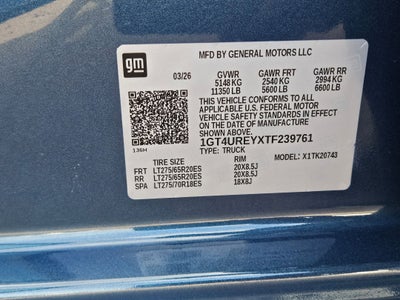 gm
MFD BY GENERAL MOTORS LLC
03/26 GVWR GAWR FRT GAWR RR
5148 KG 2540 KG 2994 KG
11350 LB 5600 LB 6600 LB
THIS VEHICLE CONFORMS TO ALL
APPLICABLE U.S. FEDERAL MOTOR
VEHICLE SAFETY STANDARDS IN EFFECT
ON THE DATE OF MANUFACTURE
SHOWN ABOVE.
1GT4UREYXTF239761
TYPE: TRUCK
TIRE SIZE RIM MODEL: X1TK20743
FRT LT275/65R20ES 20X8.5J
RR LT275/65R20ES 20X8.5J
SPA LT275/70R18ES 18X8J